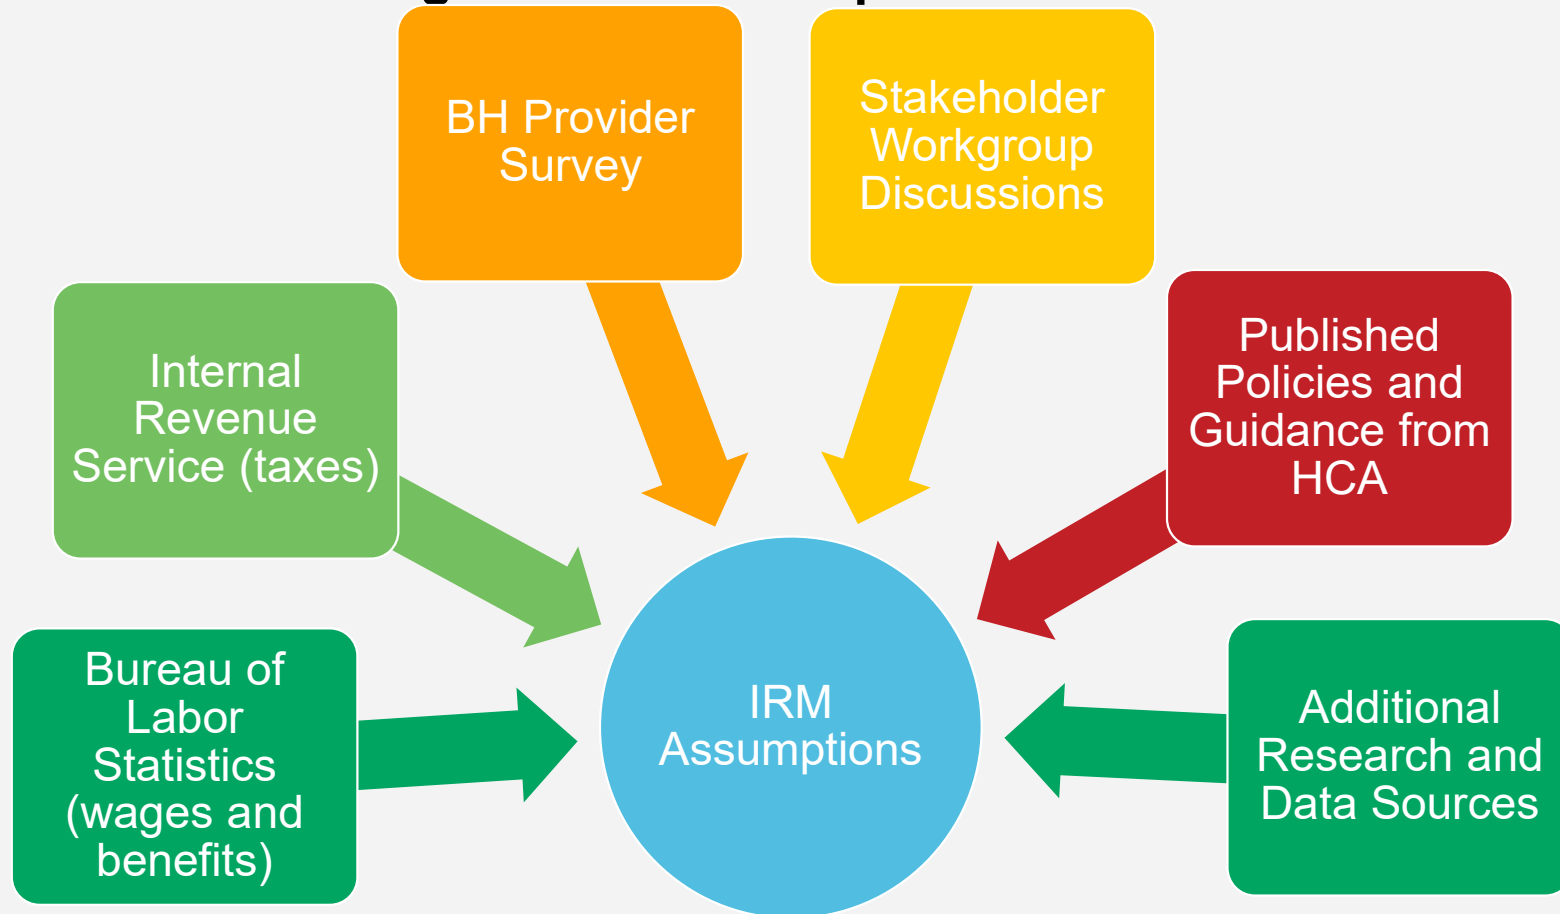 BH Provider
Survey
Stakeholder
Workgroup
Discussions
Internal
Revenue
Service (taxes)
Published
Policies and
Guidance from
HCA
Bureau of
Labor
Statistics
(wages and
benefits)
IRM
Assumptions
Additional
Research and
Data Sources